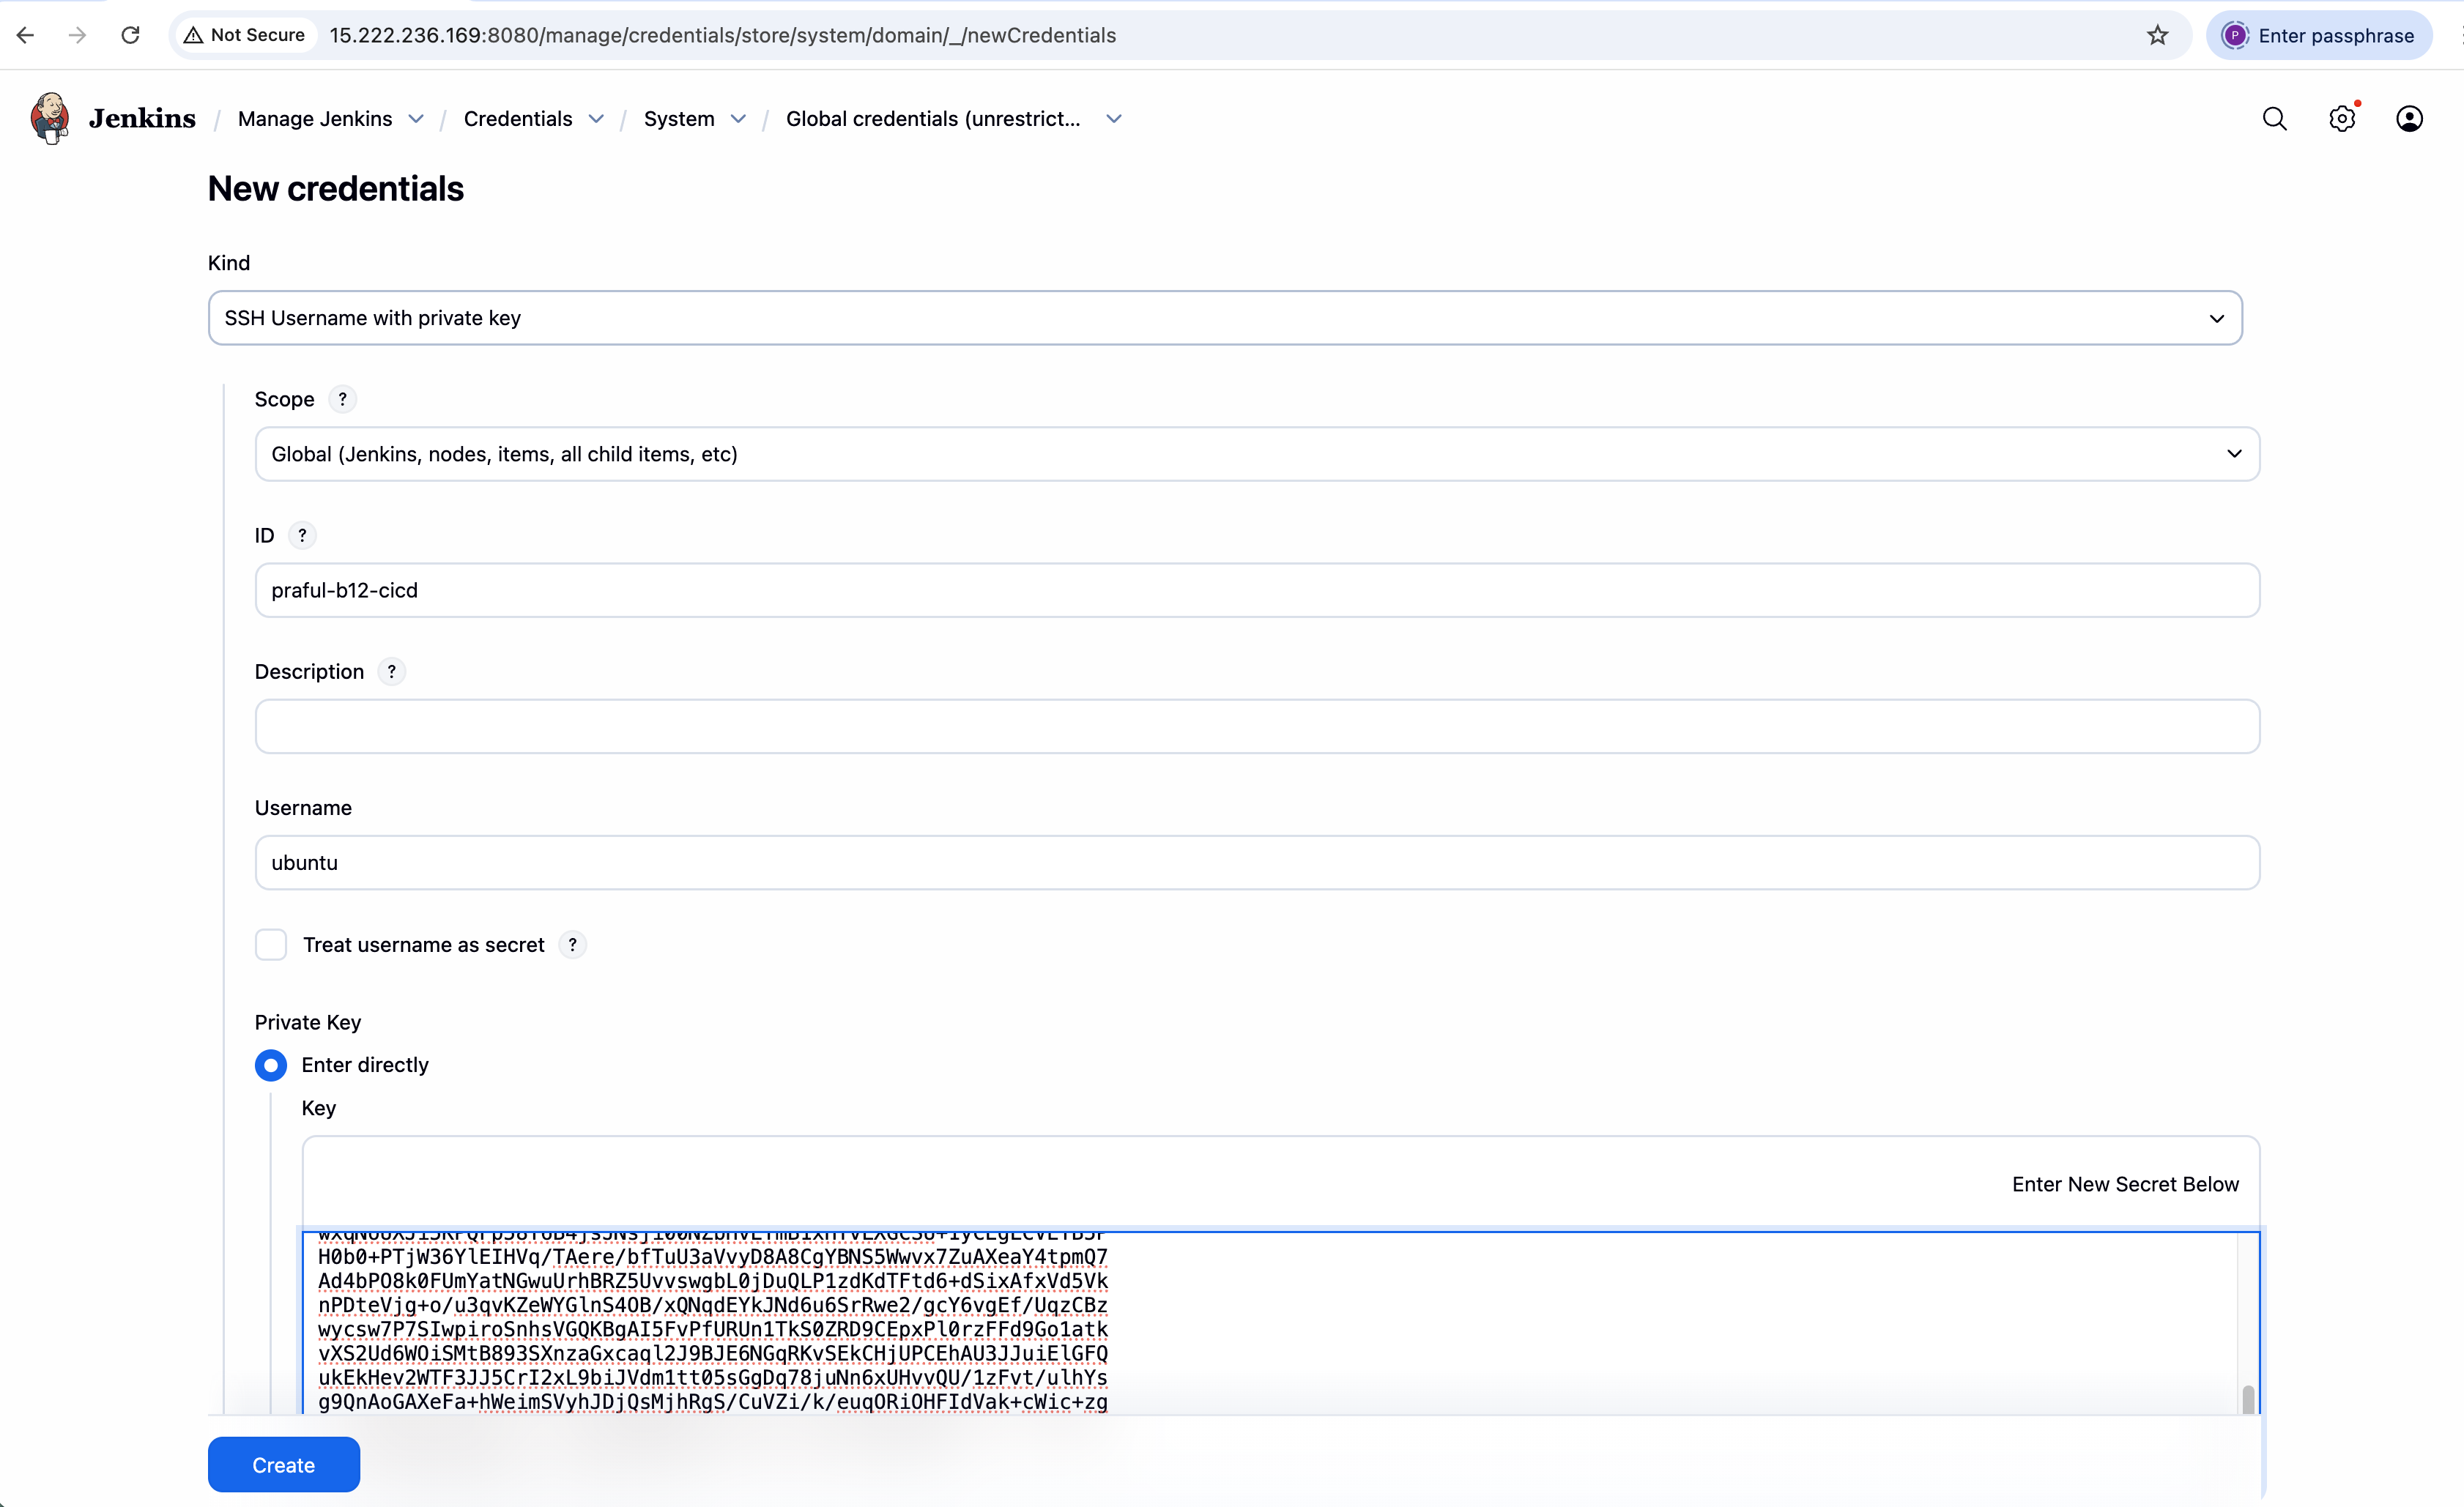 Not Secure 15.222.236.169:8080/manage/credentials/store/system/domain/_/newCredentials P Enter passphrase
Jenkins / Manage Jenkins / Credentials / System / Global credentials (unrestrict...
New credentials
Kind
SSH Username with private key
Scope ?
Global (Jenkins, nodes, items, all child items, etc)
ID ?
praful-b12-cicd
Description ?
Username
ubuntu
Treat username as secret ?
Private Key
Enter directly
Key
Enter New Secret Below
H0b0+PTjW36YlEIHVq/TAere/bfTuU3aVvyD8A8CgYBNS5Wwvx7ZuAXeaY4tpmQ7
Ad4bPO8k0FUmYatNGwuUrhBRZ5UvvswgbL0jDuQLP1zdKdTFtd6+dSixAfxVd5Vk
nPDteVjg+o/u3qvKZeWYGlnS4OB/xQNqdEYkJNd6u6SrRwe2/gcY6vgEf/UqzCBz
wycsw7P7SIwpiroSnhsVGQKBgAI5FvPfURUn1TkS0ZRD9CEpxPl0rzFFd9Go1atk
vXS2Ud6WOiSMtB893SXnzaGxcaql2J9BJE6NGqRKvSEkCHjUPCEhAU3JJuiElGFQ
ukEkHev2WTF3JJ5CrI2xL9biJVdm1tt05sGgDq78juNn6xUHvvQU/1zFvt/ulhYs
g9QnAoGAXeFa+hWeimSVyhJDjQsMjhRgS/CuVZi/k/euqORiOHFIdVak+cWic+zg
Create